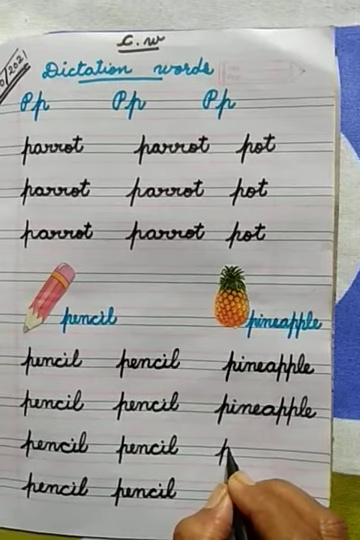 C.W
/2021
Dictation words
Pp Pp Pp
parrot parrot pot
parrot parrot pot
parrot parrot pot
pencil pineapple
pencil pencil pineapple
pencil pencil pineapple
pencil pencil p
pencil pencil